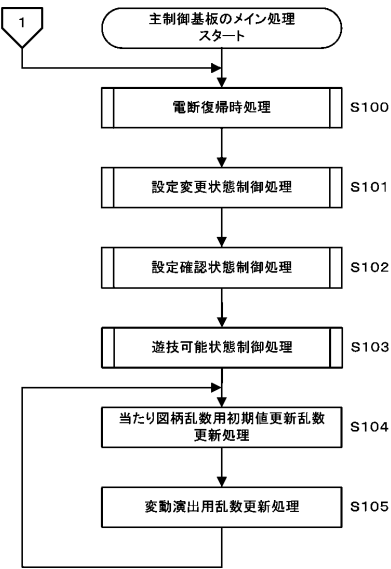 1
主制御基板のメイン処理
スタート
電断復帰時処理
S100
設定変更状態制御処理
S101
設定確認状態制御処理
S102
遊技可能状態制御処理
S103
当たり図柄乱数用初期値更新乱数
更新処理
S104
変動演出用乱数更新処理
S105